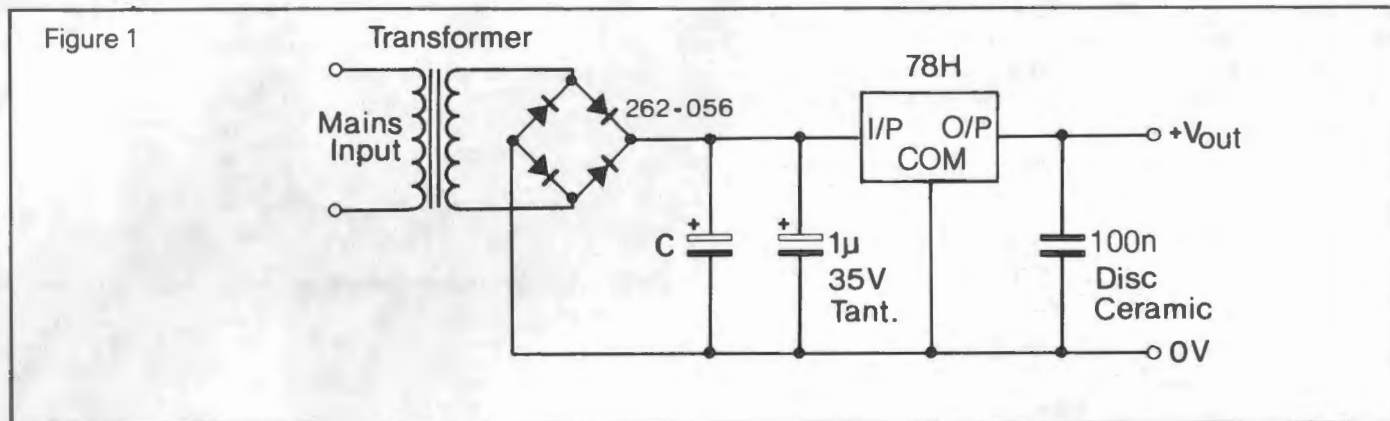 Figure 1
Transformer
Mains
Input
262-056
78H
I/P O/P
COM
+Vout
+
C
+
1µ
35V
Tant.
100n
Disc
Ceramic
0V